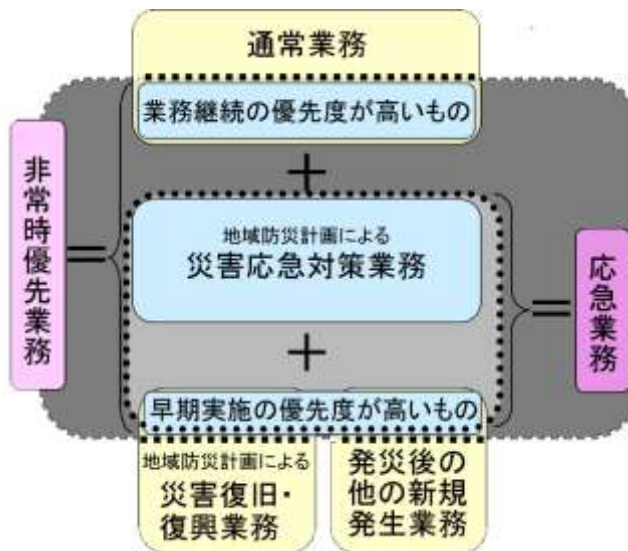 通常業務
業務継続の優先度が高いもの
＋
非常時優先業務
＝
地域防災計画による
災害応急対策業務
＝
応急業務
＋
早期実施の優先度が高いもの
地域防災計画による
災害復旧・
復興業務
発災後の
他の新規
発生業務